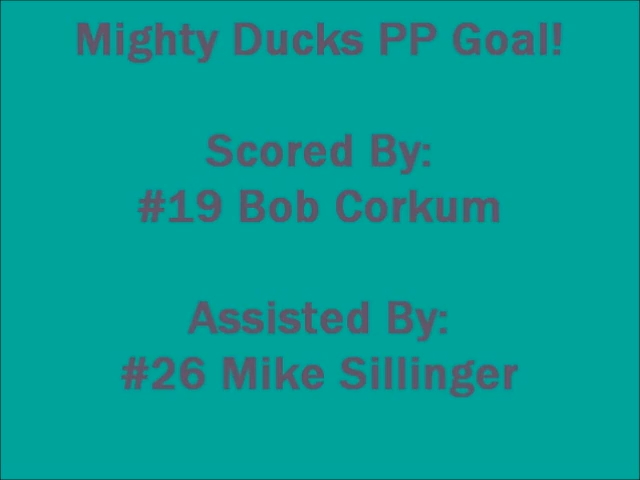 Mighty Ducks PP Goal!
Scored By:
#19 Bob Corkum
Assisted By:
#26 Mike Sillinger